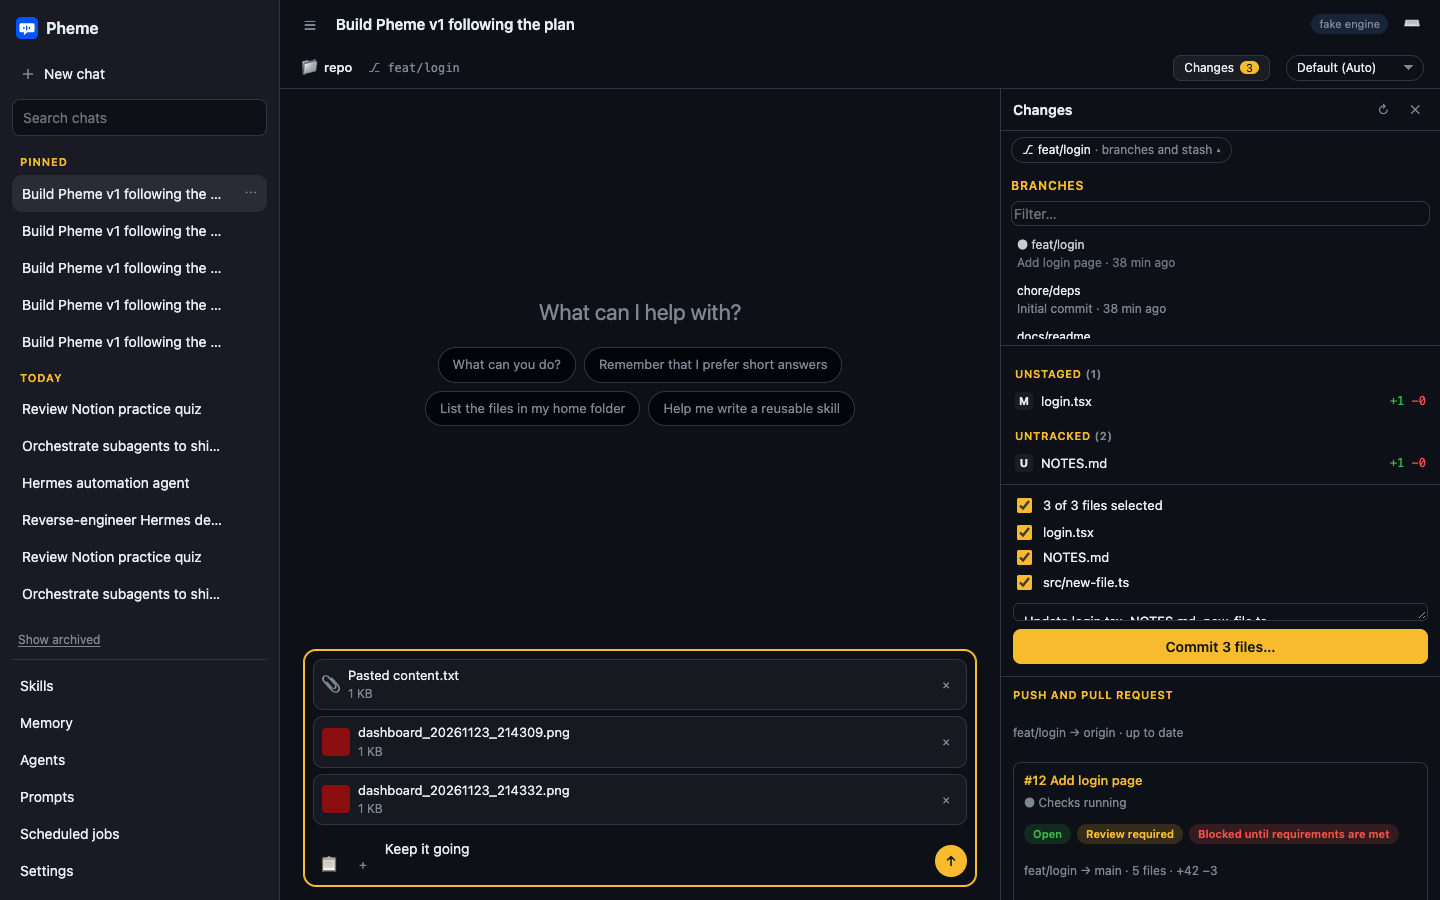 Pheme
+ New chat
Search chats
PINNED
Build Pheme v1 following the ...
Build Pheme v1 following the ...
Build Pheme v1 following the ...
Build Pheme v1 following the ...
Build Pheme v1 following the ...
TODAY
Review Notion practice quiz
Orchestrate subagents to shi...
Hermes automation agent
Reverse-engineer Hermes de...
Review Notion practice quiz
Orchestrate subagents to shi...
Show archived
Skills
Memory
Agents
Prompts
Scheduled jobs
Settings
Build Pheme v1 following the plan
fake engine
repo
feat/login
Changes 3
Default (Auto)
What can I help with?
What can you do?
Remember that I prefer short answers
List the files in my home folder
Help me write a reusable skill
Pasted content.txt
1 KB
dashboard_20261123_214309.png
1 KB
dashboard_20261123_214332.png
1 KB
Keep it going
Changes
feat/login · branches and stash
BRANCHES
Filter...
feat/login
Add login page · 38 min ago
chore/deps
Initial commit · 38 min ago
docs/readme
UNSTAGED (1)
M login.tsx +1 −0
UNTRACKED (2)
U NOTES.md +1 −0
3 of 3 files selected
login.tsx
NOTES.md
src/new-file.ts
Update login.tsx, NOTES.md, new-file.ts
Commit 3 files...
PUSH AND PULL REQUEST
feat/login → origin · up to date
#12 Add login page
Checks running
Open
Review required
Blocked until requirements are met
feat/login → main · 5 files · +42 −3